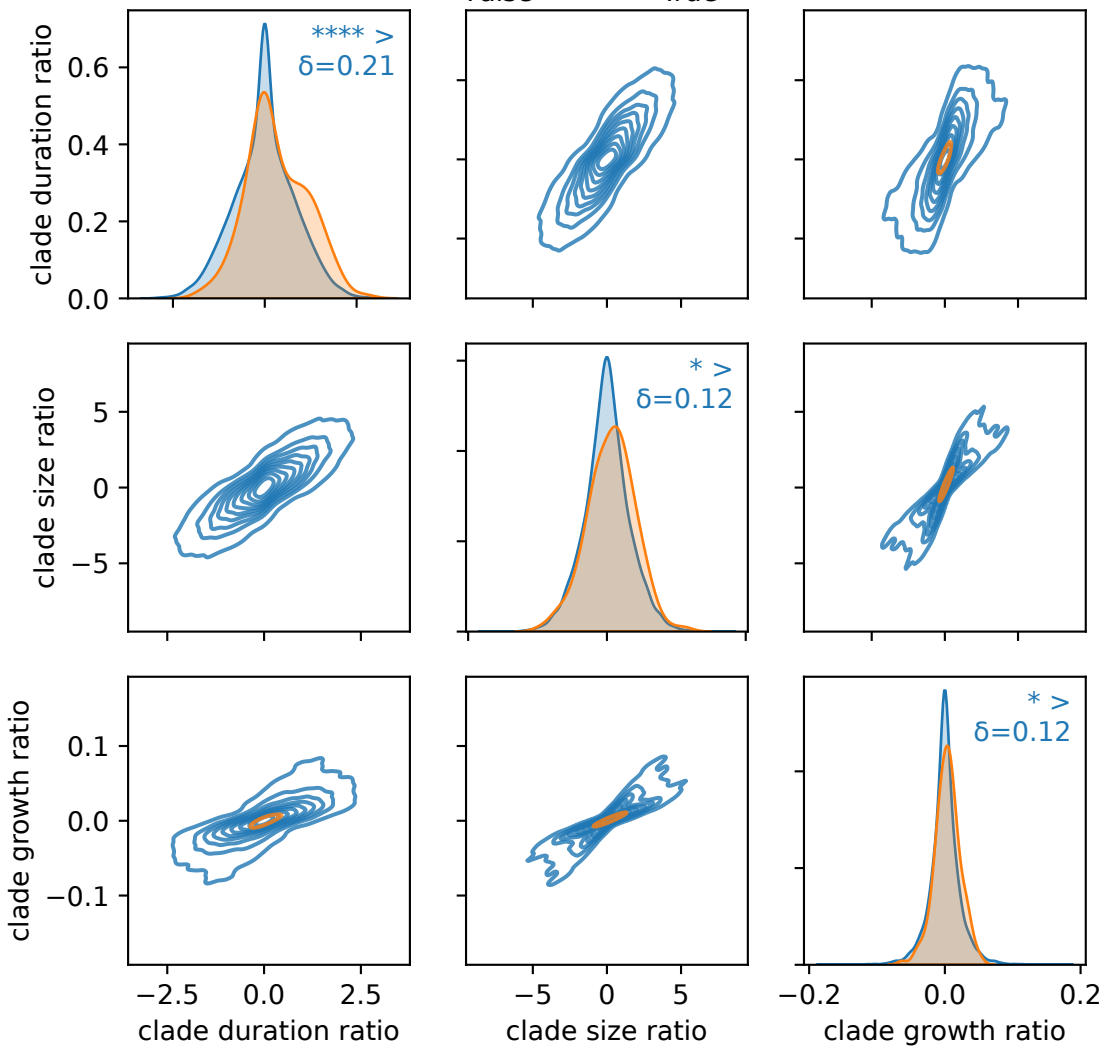 **** >
δ=0.21
clade duration ratio
0.6
0.4
0.2
0.0
* >
δ=0.12
clade size ratio
5
0
−5
* >
δ=0.12
clade growth ratio
0.1
0.0
−0.1
−2.5 0.0 2.5
−5 0 5
−0.2 0.0 0.2
clade duration ratio
clade size ratio
clade growth ratio